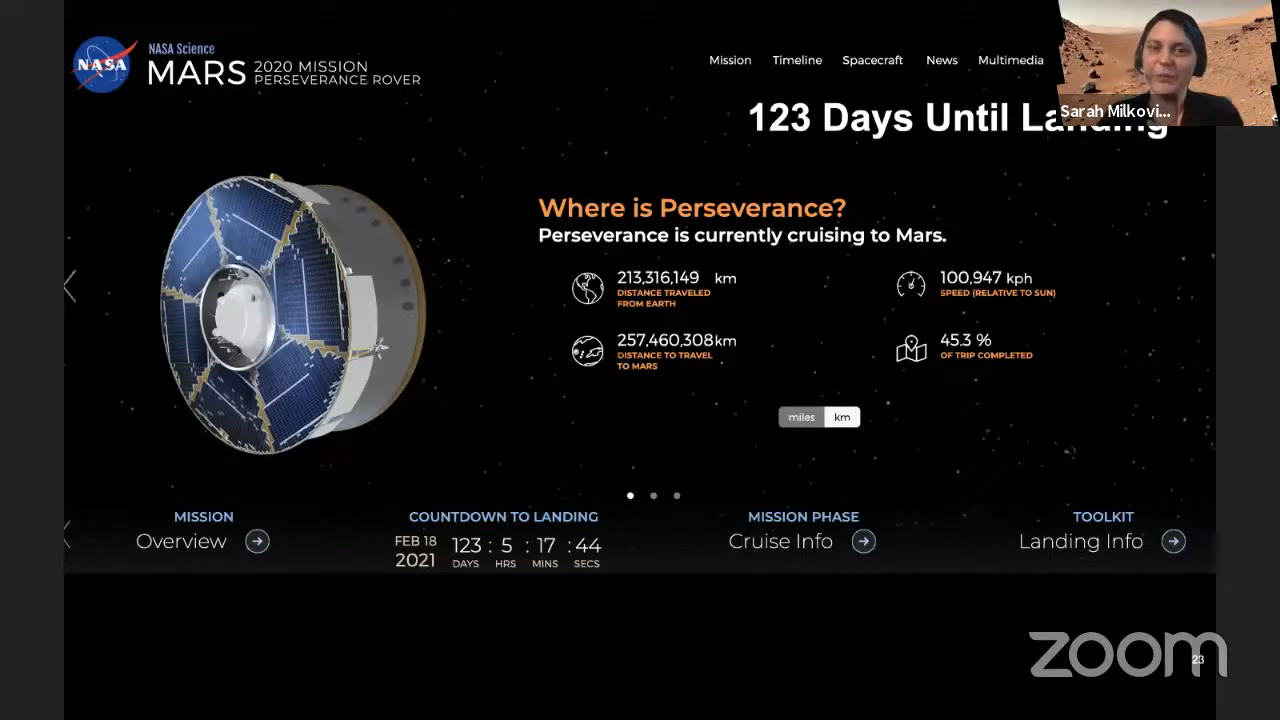 NASA
NASA Science
MARS 2020 MISSION
PERSEVERANCE ROVER
Mission Timeline Spacecraft News Multimedia
Sarah Milkovi...
123 Days Until Landing
Where is Perseverance?
Perseverance is currently cruising to Mars.
213,316,149 km
DISTANCE TRAVELED
FROM EARTH
100,947 kph
SPEED (RELATIVE TO SUN)
257,460,308 km
DISTANCE TO TRAVEL
TO MARS
45.3 %
OF TRIP COMPLETED
miles km
MISSION
Overview
COUNTDOWN TO LANDING
FEB 18
2021
123 : 5 : 17 : 44
DAYS HRS MINS SECS
MISSION PHASE
Cruise Info
TOOLKIT
Landing Info
zoom
23